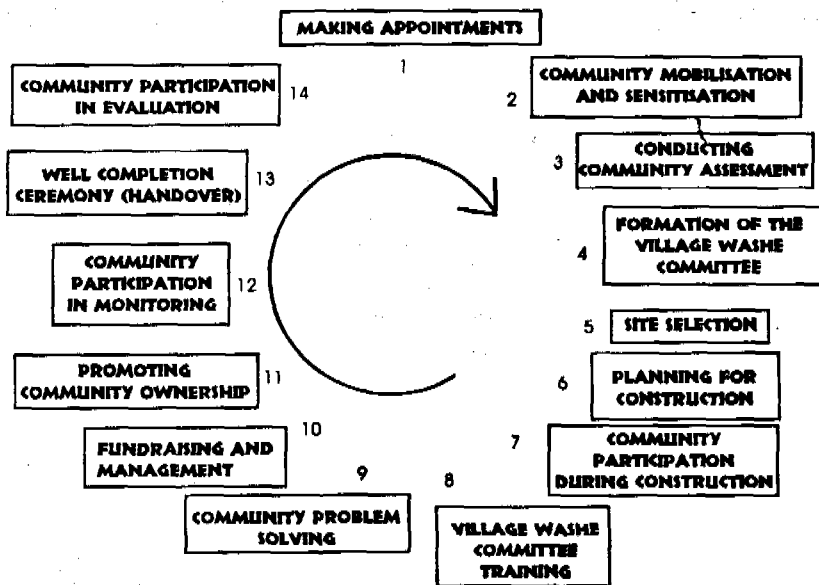 MAKING APPOINTMENTS
1
2
COMMUNITY MOBILISATION
AND SENSITISATION
3
CONDUCTING
COMMUNITY ASSESSMENT
4
FORMATION OF THE
VILLAGE WASHE
COMMITTEE
5
SITE SELECTION
6
PLANNING FOR
CONSTRUCTION
7
COMMUNITY
PARTICIPATION
DURING CONSTRUCTION
8
VILLAGE WASHE
COMMITTEE
TRAINING
9
COMMUNITY PROBLEM
SOLVING
10
FUNDRAISING AND
MANAGEMENT
11
PROMOTING
COMMUNITY OWNERSHIP
12
COMMUNITY
PARTICIPATION
IN MONITORING
13
WELL COMPLETION
CEREMONY (HANDOVER)
14
COMMUNITY PARTICIPATION
IN EVALUATION